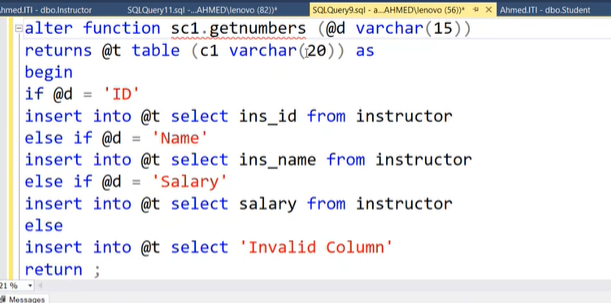 hmed.ITI - dbo.Instructor SQLQuery11.sql -...AHMED\lenovo (82))* SQLQuery9.sql - a...AHMED\lenovo (56))* Ahmed.ITI - dbo.Student
alter function sc1.getnumbers (@d varchar(15))
returns @t table (c1 varchar(20)) as
begin
if @d = 'ID'
insert into @t select ins_id from instructor
else if @d = 'Name'
insert into @t select ins_name from instructor
else if @d = 'Salary'
insert into @t select salary from instructor
else
insert into @t select 'Invalid Column'
return ;
21 %
Messages